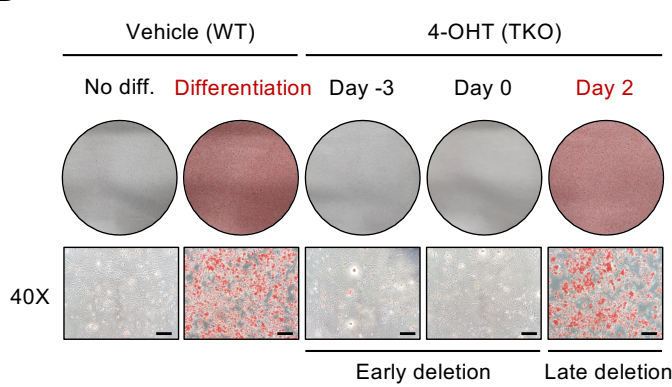 Vehicle (WT) 4-OHT (TKO)
No diff. Differentiation Day -3 Day 0 Day 2
40X
Early deletion Late deletion